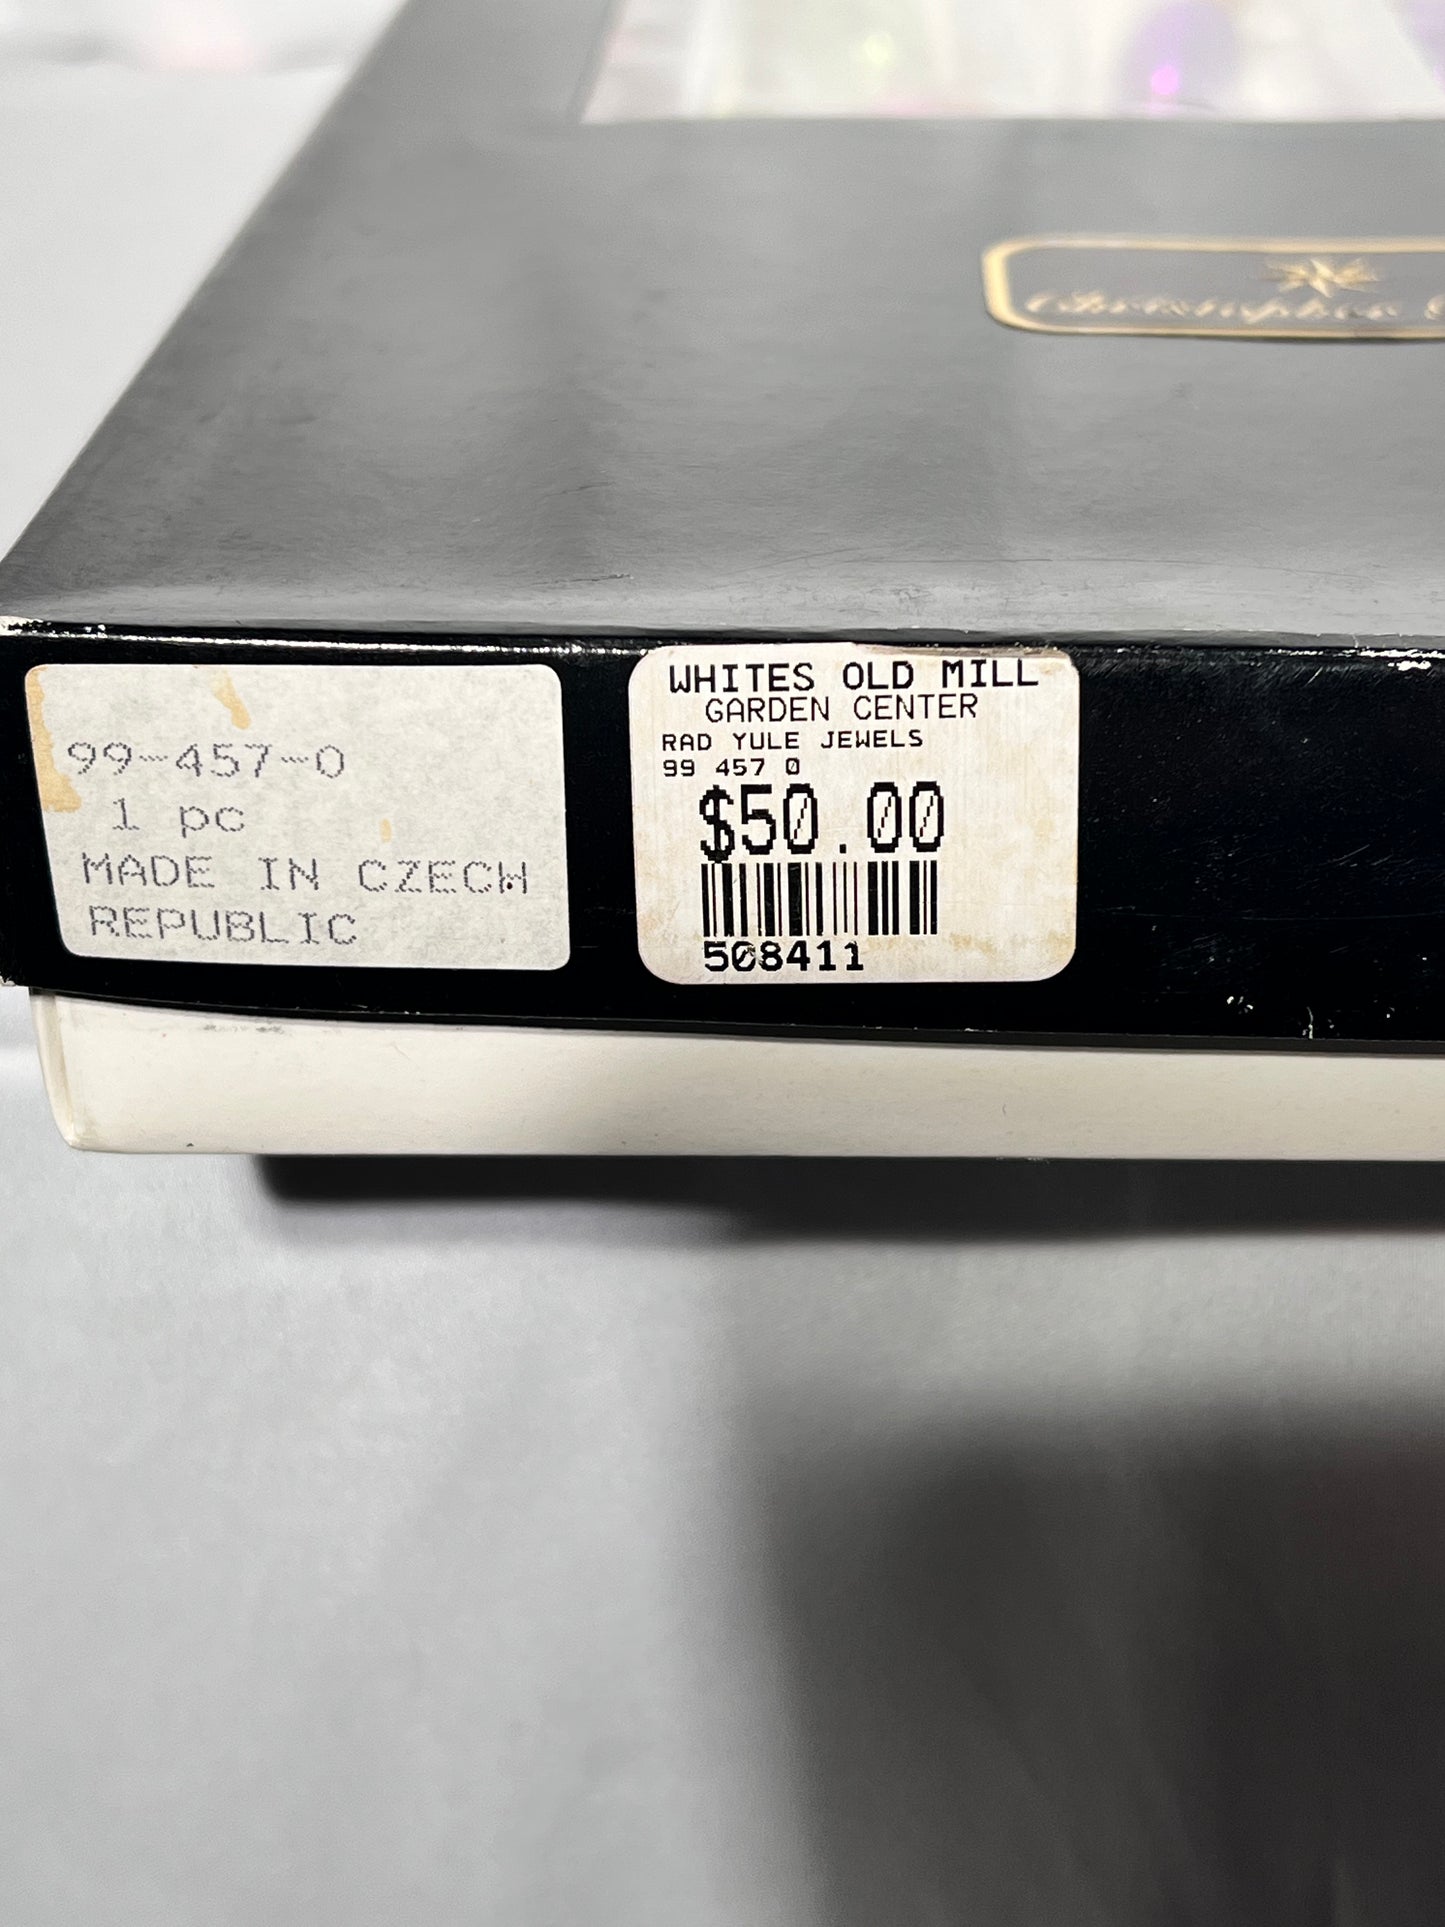 Christopher
99-457-0
1 pc
MADE IN CZECH
REPUBLIC
WHITES OLD MILL
GARDEN CENTER
RAD YULE JEWELS
99 457 0
$50.00
508411